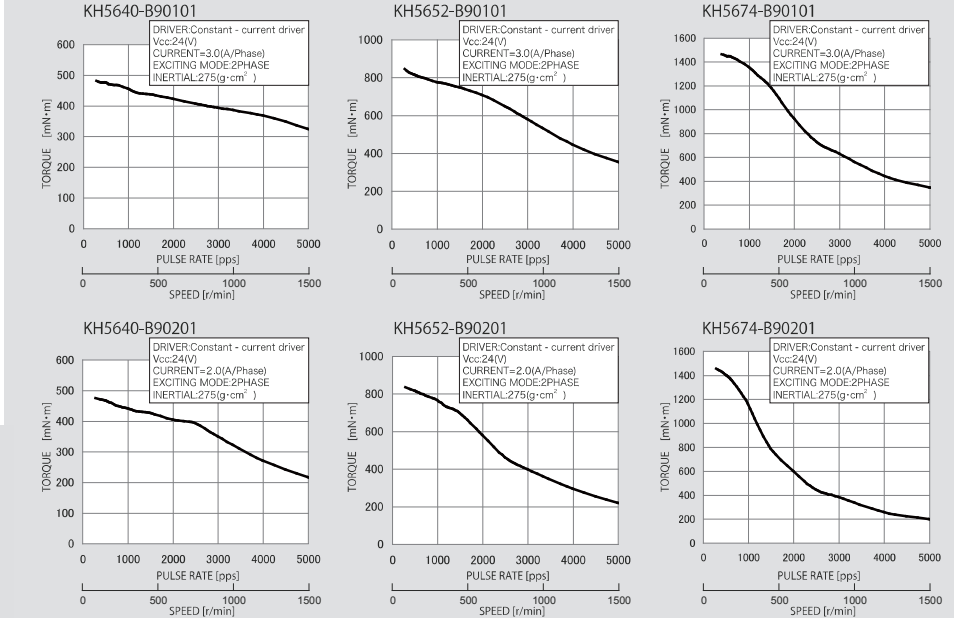 KH5640-B90101
DRIVER:Constant - current driver
Vcc:24(V)
CURRENT=3.0(A/Phase)
EXCITING MODE:2PHASE
INERTIAL:275(g・cm² )
TORQUE [mN・m]
600
500
400
300
200
100
0
0 1000 2000 3000 4000 5000
PULSE RATE [pps]
0 500 1000 1500
SPEED [r/min]
KH5652-B90101
DRIVER:Constant - current driver
Vcc:24(V)
CURRENT=3.0(A/Phase)
EXCITING MODE:2PHASE
INERTIAL:275(g・cm² )
TORQUE [mN・m]
1000
800
600
400
200
0
0 1000 2000 3000 4000 5000
PULSE RATE [pps]
0 500 1000 1500
SPEED [r/min]
KH5674-B90101
DRIVER:Constant - current driver
Vcc:24(V)
CURRENT=3.0(A/Phase)
EXCITING MODE:2PHASE
INERTIAL:275(g・cm² )
TORQUE [mN・m]
1600
1400
1200
1000
800
600
400
200
0
0 1000 2000 3000 4000 5000
PULSE RATE [pps]
0 500 1000 1500
SPEED [r/min]
KH5640-B90201
DRIVER:Constant - current driver
Vcc:24(V)
CURRENT=2.0(A/Phase)
EXCITING MODE:2PHASE
INERTIAL:275(g・cm² )
TORQUE [mN・m]
600
500
400
300
200
100
0
0 1000 2000 3000 4000 5000
PULSE RATE [pps]
0 500 1000 1500
SPEED [r/min]
KH5652-B90201
DRIVER:Constant - current driver
Vcc:24(V)
CURRENT=2.0(A/Phase)
EXCITING MODE:2PHASE
INERTIAL:275(g・cm² )
TORQUE [mN・m]
1000
800
600
400
200
0
0 1000 2000 3000 4000 5000
PULSE RATE [pps]
0 500 1000 1500
SPEED [r/min]
KH5674-B90201
DRIVER:Constant - current driver
Vcc:24(V)
CURRENT=2.0(A/Phase)
EXCITING MODE:2PHASE
INERTIAL:275(g・cm² )
TORQUE [mN・m]
1600
1400
1200
1000
800
600
400
200
0
0 1000 2000 3000 4000 5000
PULSE RATE [pps]
0 500 1000 1500
SPEED [r/min]